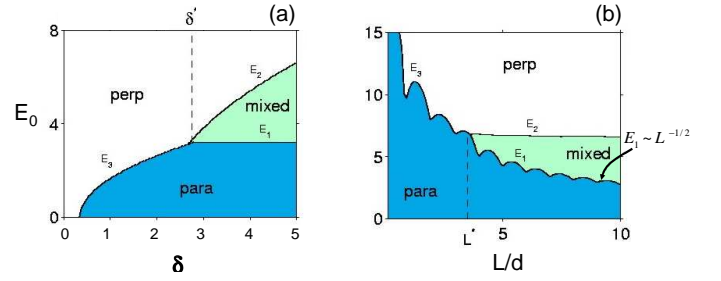 δ′ (a)
8
E₂
perp
mixed
E₀ 4
E₁
E₃
para
0
0 1 2 3 4 5
δ
(b)
15
E₃
perp
10
E₂
E₁ ~ L⁻¹/²
E₁ mixed
5
para
0
L* 5 10
L/d